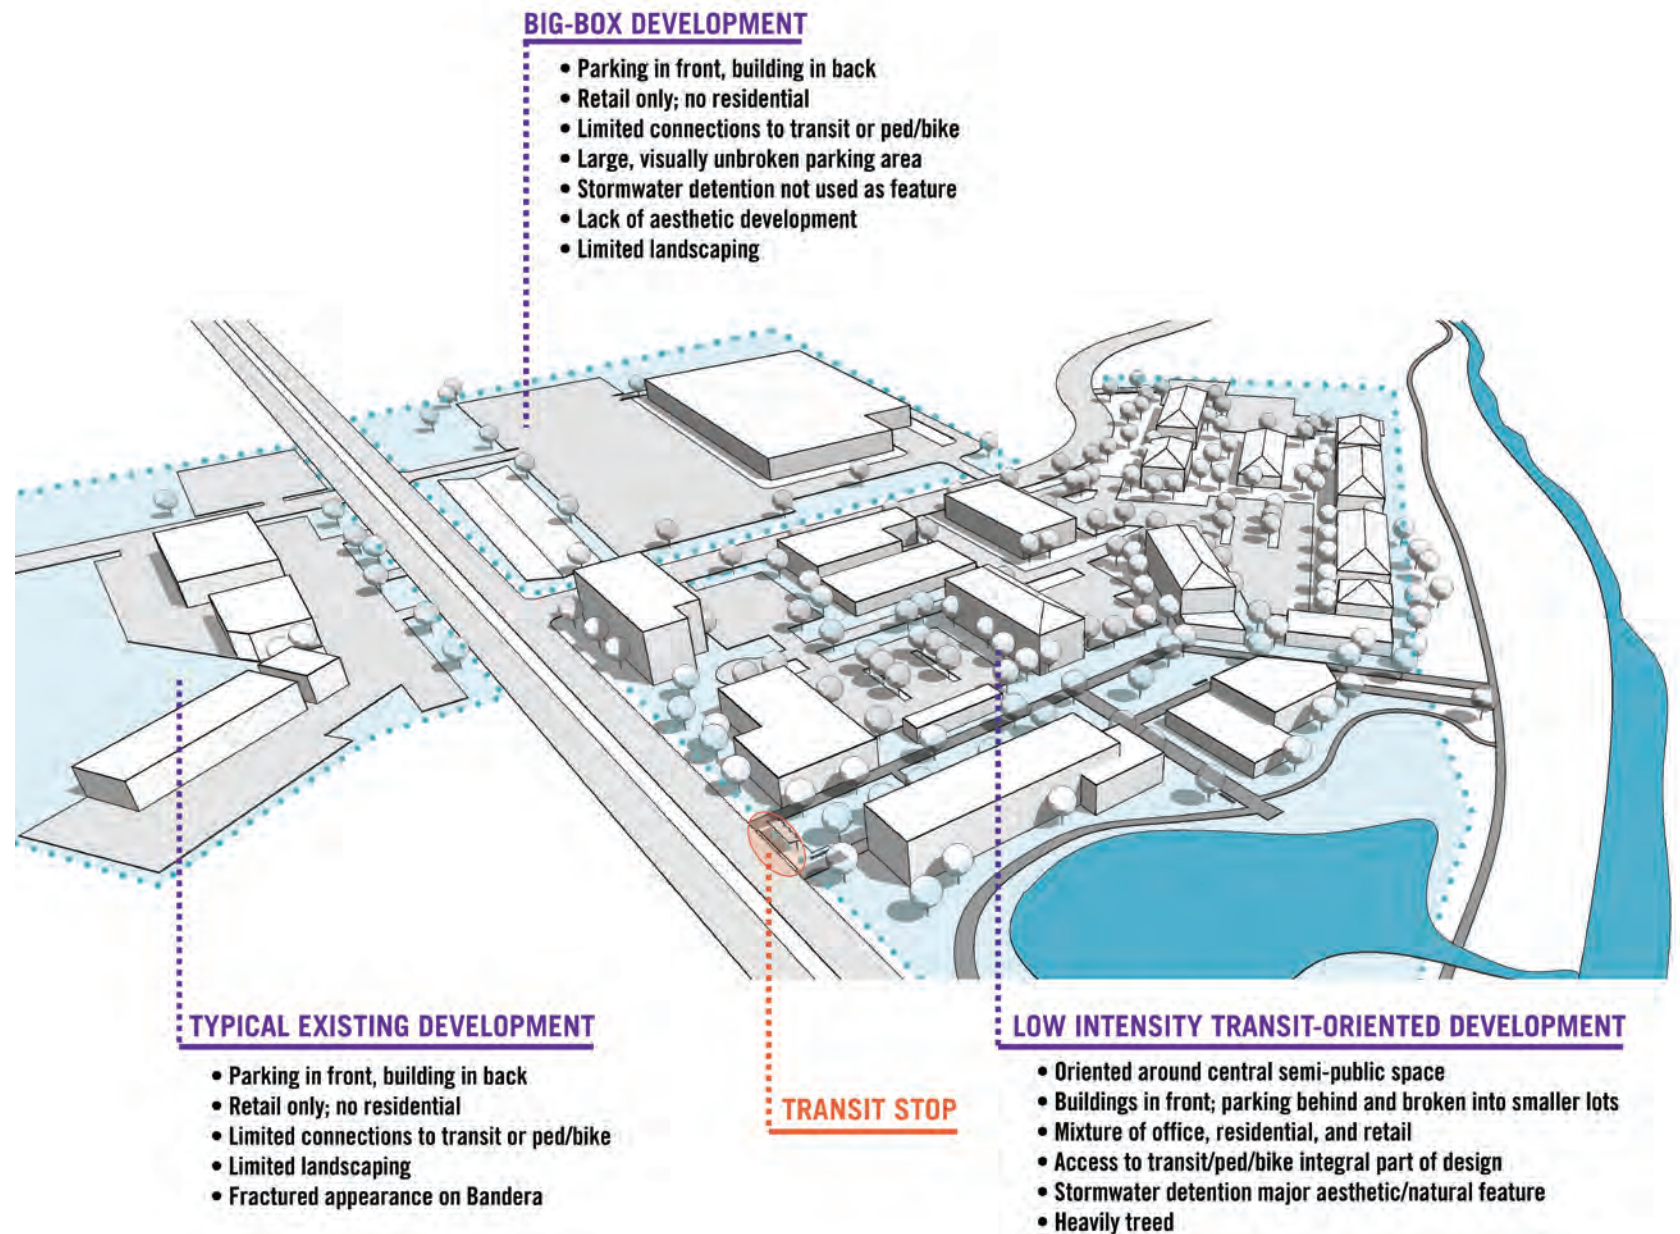 BIG-BOX DEVELOPMENT
• Parking in front, building in back
• Retail only; no residential
• Limited connections to transit or ped/bike
• Large, visually unbroken parking area
• Stormwater detention not used as feature
• Lack of aesthetic development
• Limited landscaping
TYPICAL EXISTING DEVELOPMENT
• Parking in front, building in back
• Retail only; no residential
• Limited connections to transit or ped/bike
• Limited landscaping
• Fractured appearance on Bandera
TRANSIT STOP
LOW INTENSITY TRANSIT-ORIENTED DEVELOPMENT
• Oriented around central semi-public space
• Buildings in front; parking behind and broken into smaller lots
• Mixture of office, residential, and retail
• Access to transit/ped/bike integral part of design
• Stormwater detention major aesthetic/natural feature
• Heavily treed